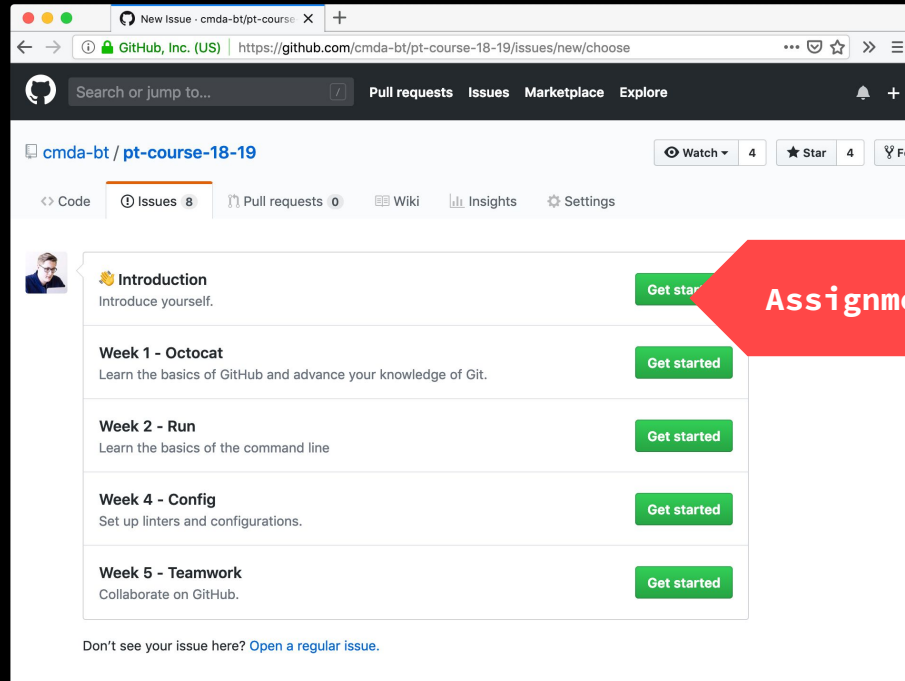 New Issue · cmda-bt/pt-course
GitHub, Inc. (US) https://github.com/cmda-bt/pt-course-18-19/issues/new/choose
Search or jump to... / Pull requests Issues Marketplace Explore
cmda-bt / pt-course-18-19 Watch 4 Star 4
Code Issues 8 Pull requests 0 Wiki Insights Settings
👋 Introduction
Introduce yourself.
Get
Week 1 - Octocat
Learn the basics of GitHub and advance your knowledge of Git.
Get started
Week 2 - Run
Learn the basics of the command line
Get started
Week 4 - Config
Set up linters and configurations.
Get started
Week 5 - Teamwork
Collaborate on GitHub.
Get started
Don’t see your issue here? Open a regular issue.